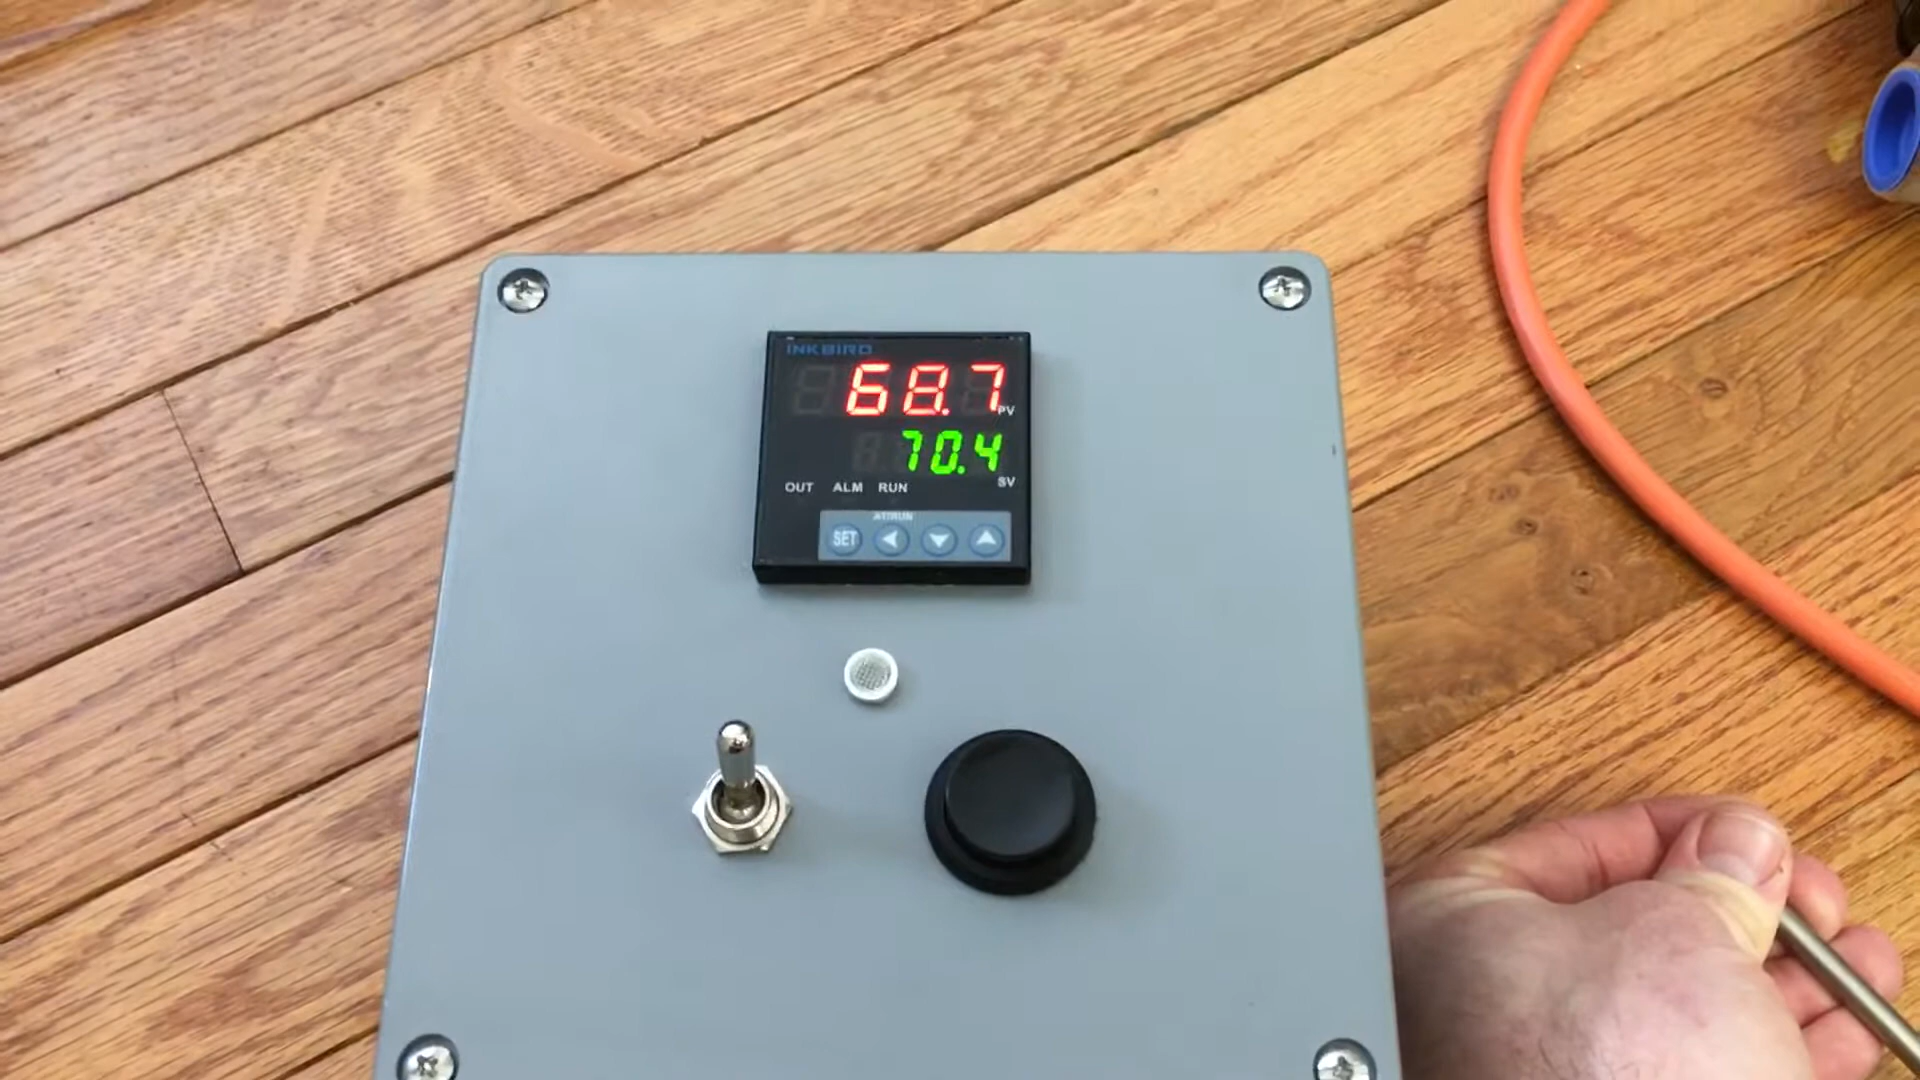 INKBIRD
68.7
PV
70.4
SV
OUT ALM RUN
AT/RUN
SET